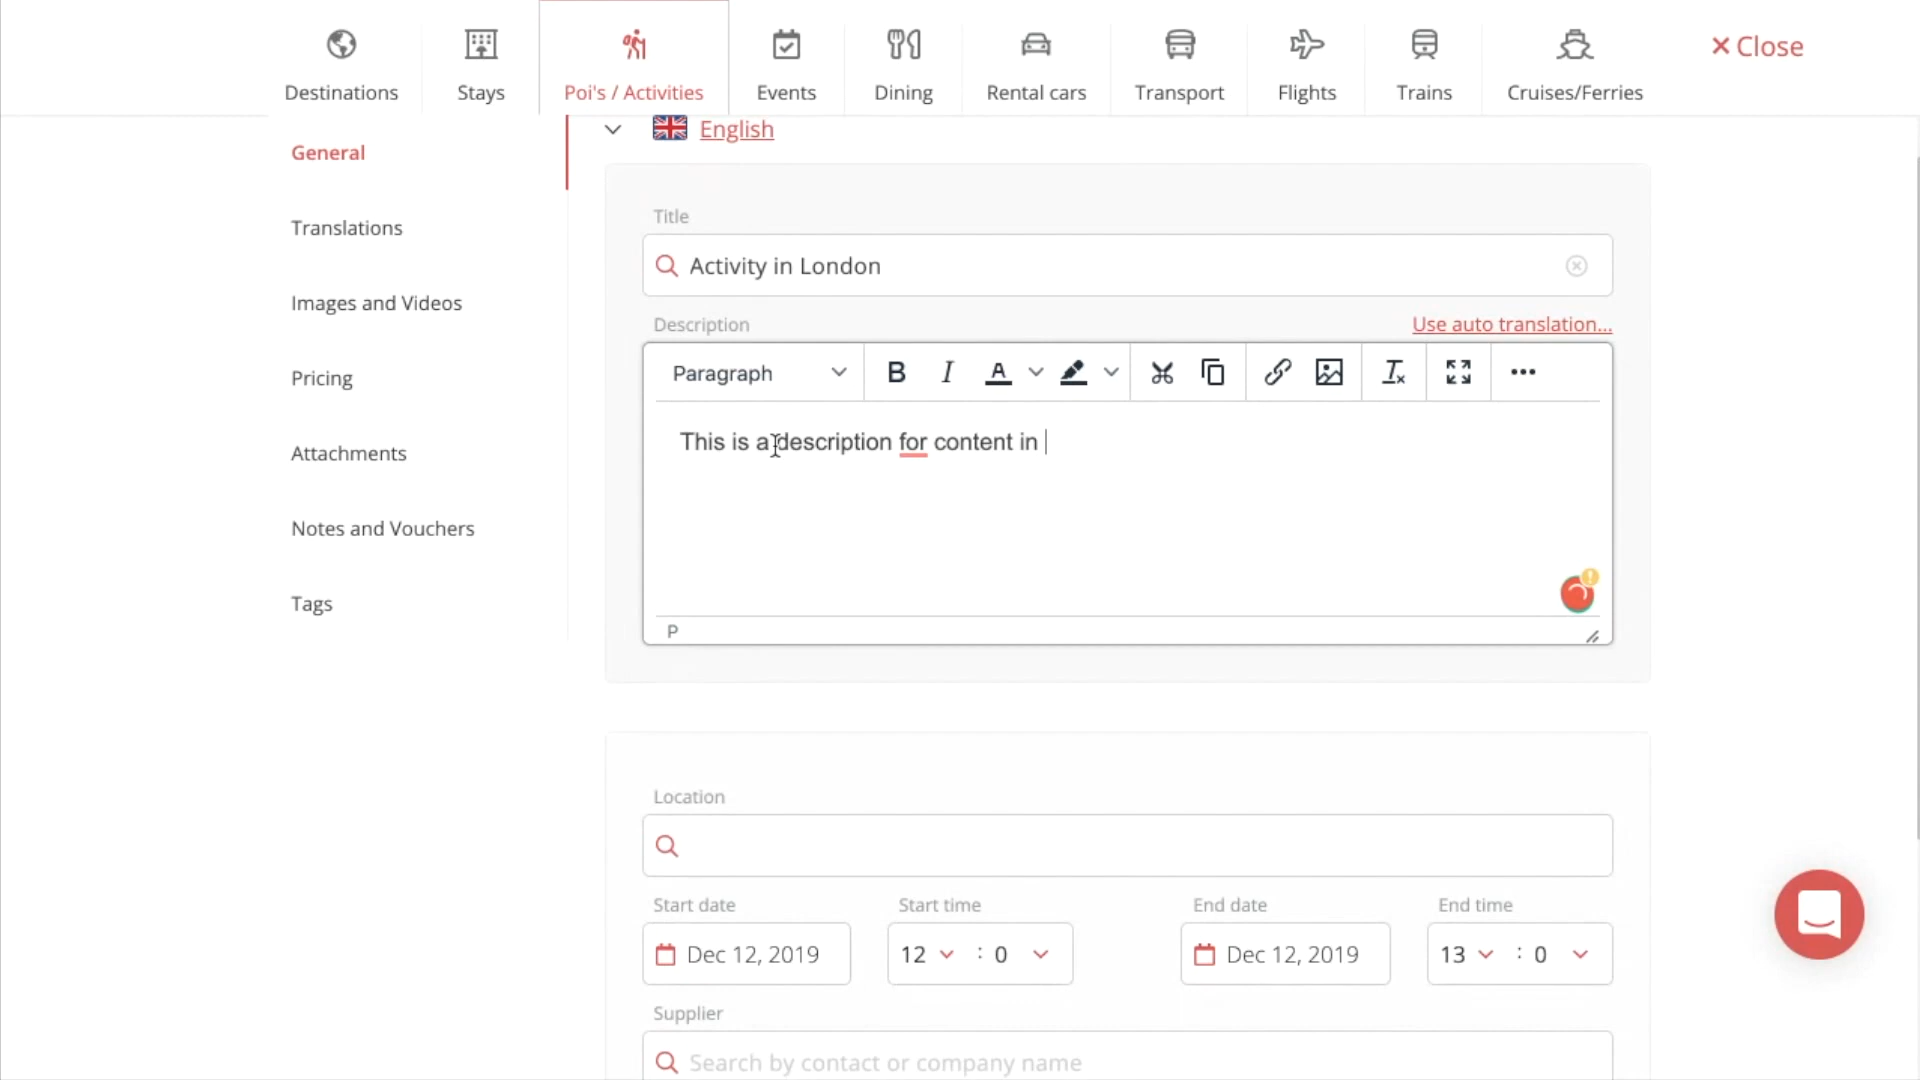 Destinations
Stays
Poi's / Activities
Events
Dining
Rental cars
Transport
Flights
Trains
Cruises/Ferries
× Close
General
Translations
Images and Videos
Pricing
Attachments
Notes and Vouchers
Tags
English
Title
Activity in London
Description
Use auto translation...
Paragraph
B I A
This is a description for content in
P
Location
Start date
Start time
End date
End time
Dec 12, 2019
12 : 0
Dec 12, 2019
13 : 0
Supplier
Search by contact or company name